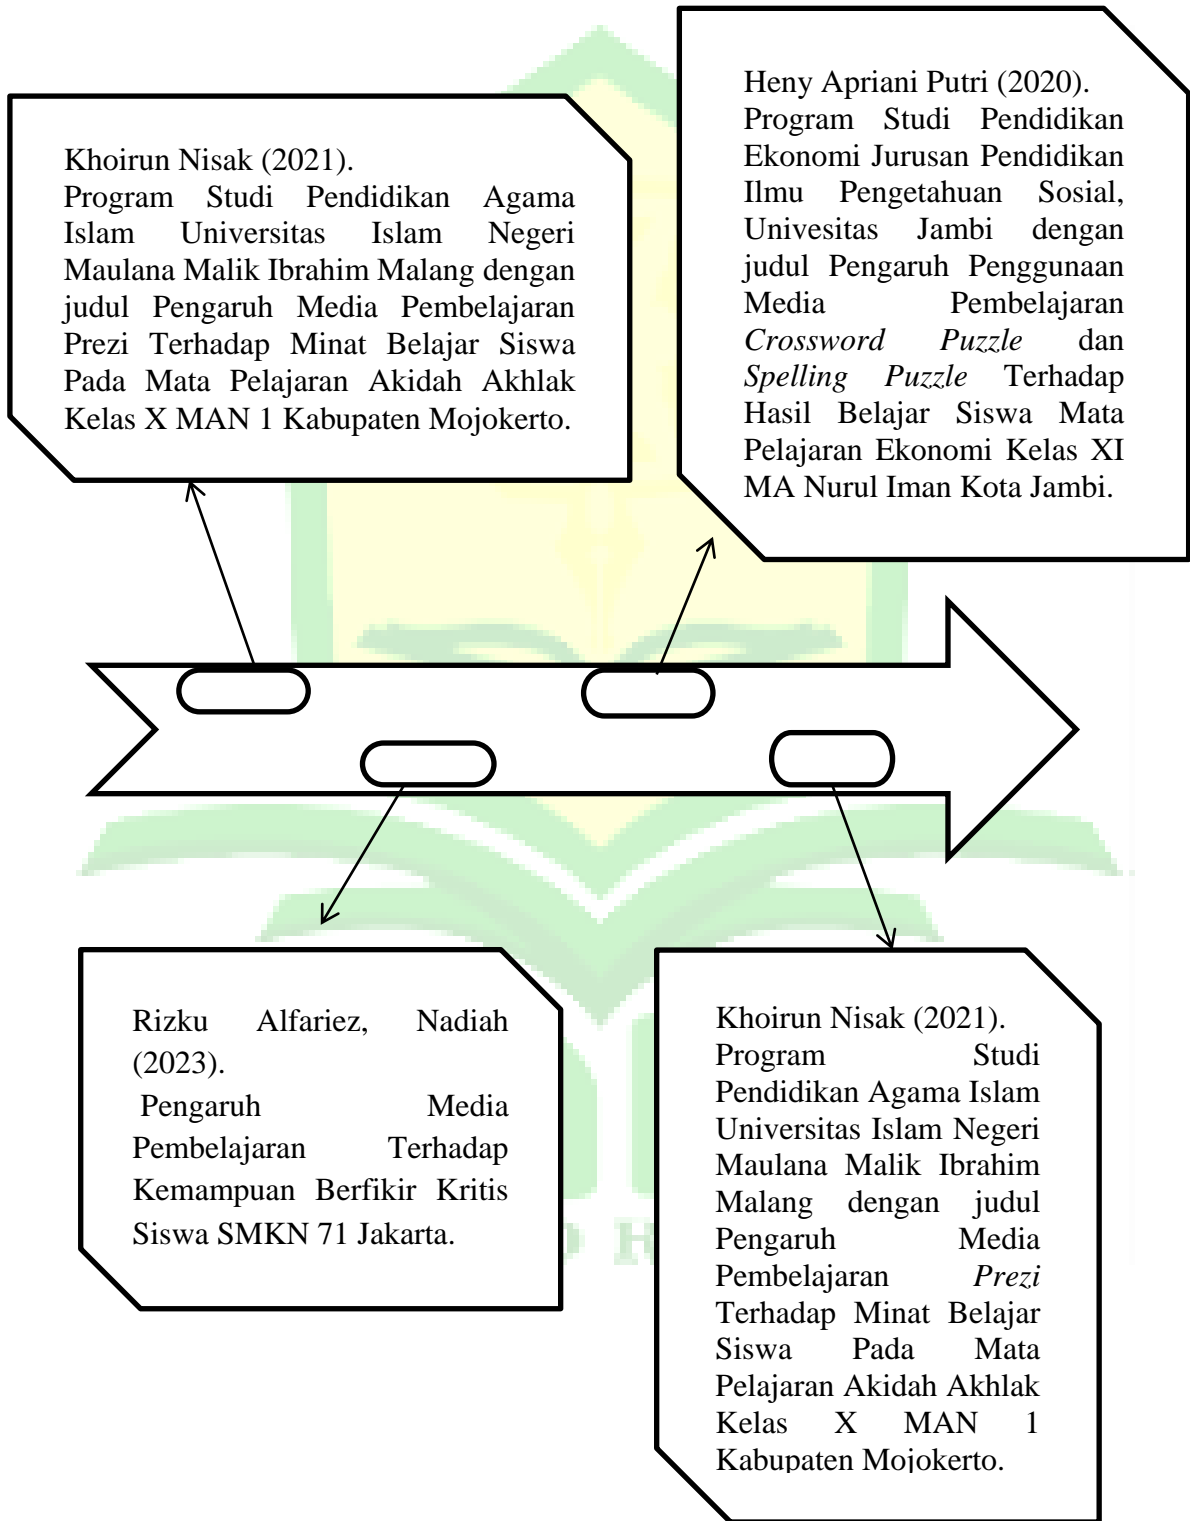 Khoirun Nisak (2021).
Program Studi Pendidikan Agama
Islam Universitas Islam Negeri
Maulana Malik Ibrahim Malang dengan
judul Pengaruh Media Pembelajaran
Prezi Terhadap Minat Belajar Siswa
Pada Mata Pelajaran Akidah Akhlak
Kelas X MAN 1 Kabupaten Mojokerto.
Heny Apriani Putri (2020).
Program Studi Pendidikan
Ekonomi Jurusan Pendidikan
Ilmu Pengetahuan Sosial,
Univesitas Jambi dengan
judul Pengaruh Penggunaan
Media Pembelajaran
Crossword Puzzle dan
Spelling Puzzle Terhadap
Hasil Belajar Siswa Mata
Pelajaran Ekonomi Kelas XI
MA Nurul Iman Kota Jambi.
Rizku Alfariez, Nadiah
(2023).
Pengaruh Media
Pembelajaran Terhadap
Kemampuan Berfikir Kritis
Siswa SMKN 71 Jakarta.
Khoirun Nisak (2021).
Program Studi
Pendidikan Agama Islam
Universitas Islam Negeri
Maulana Malik Ibrahim
Malang dengan judul
Pengaruh Media
Pembelajaran Prezi
Terhadap Minat Belajar
Siswa Pada Mata
Pelajaran Akidah Akhlak
Kelas X MAN 1
Kabupaten Mojokerto.